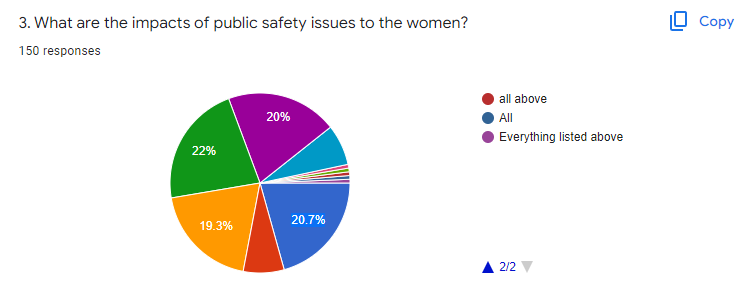 3. What are the impacts of public safety issues to the women?
Copy
150 responses
all above
All
Everything listed above
20%
22%
19.3%
20.7%
2/2